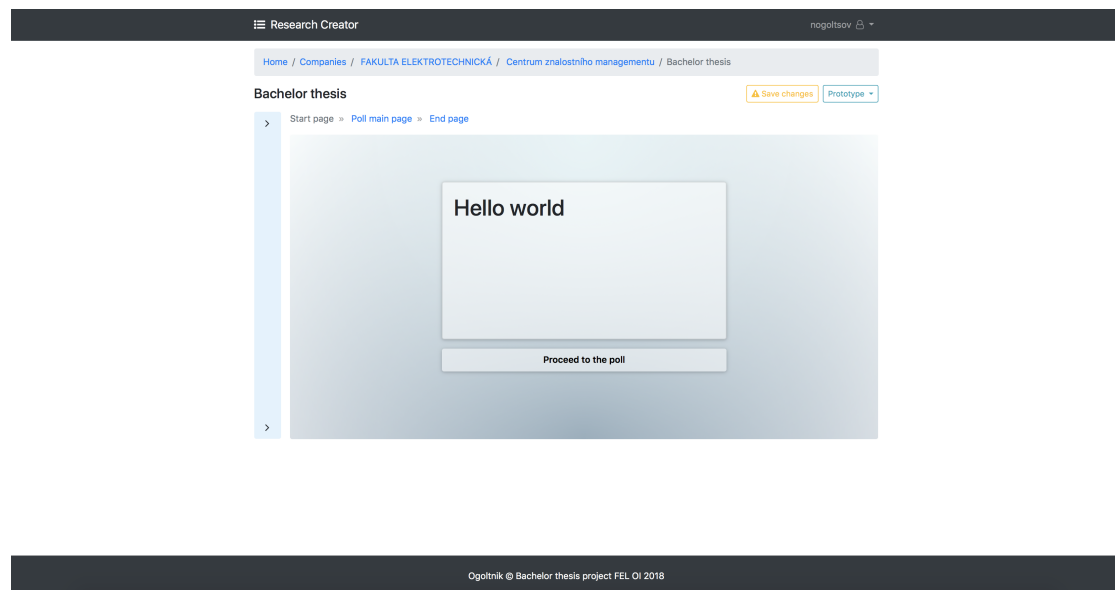 Research Creator
nogoltsov
Home / Companies / FAKULTA ELEKTROTECHNICKÁ / Centrum znalostního managementu / Bachelor thesis
Bachelor thesis
Save changes
Prototype
Start page » Poll main page » End page
Hello world
Proceed to the poll
Ogoltnik © Bachelor thesis project FEL OI 2018